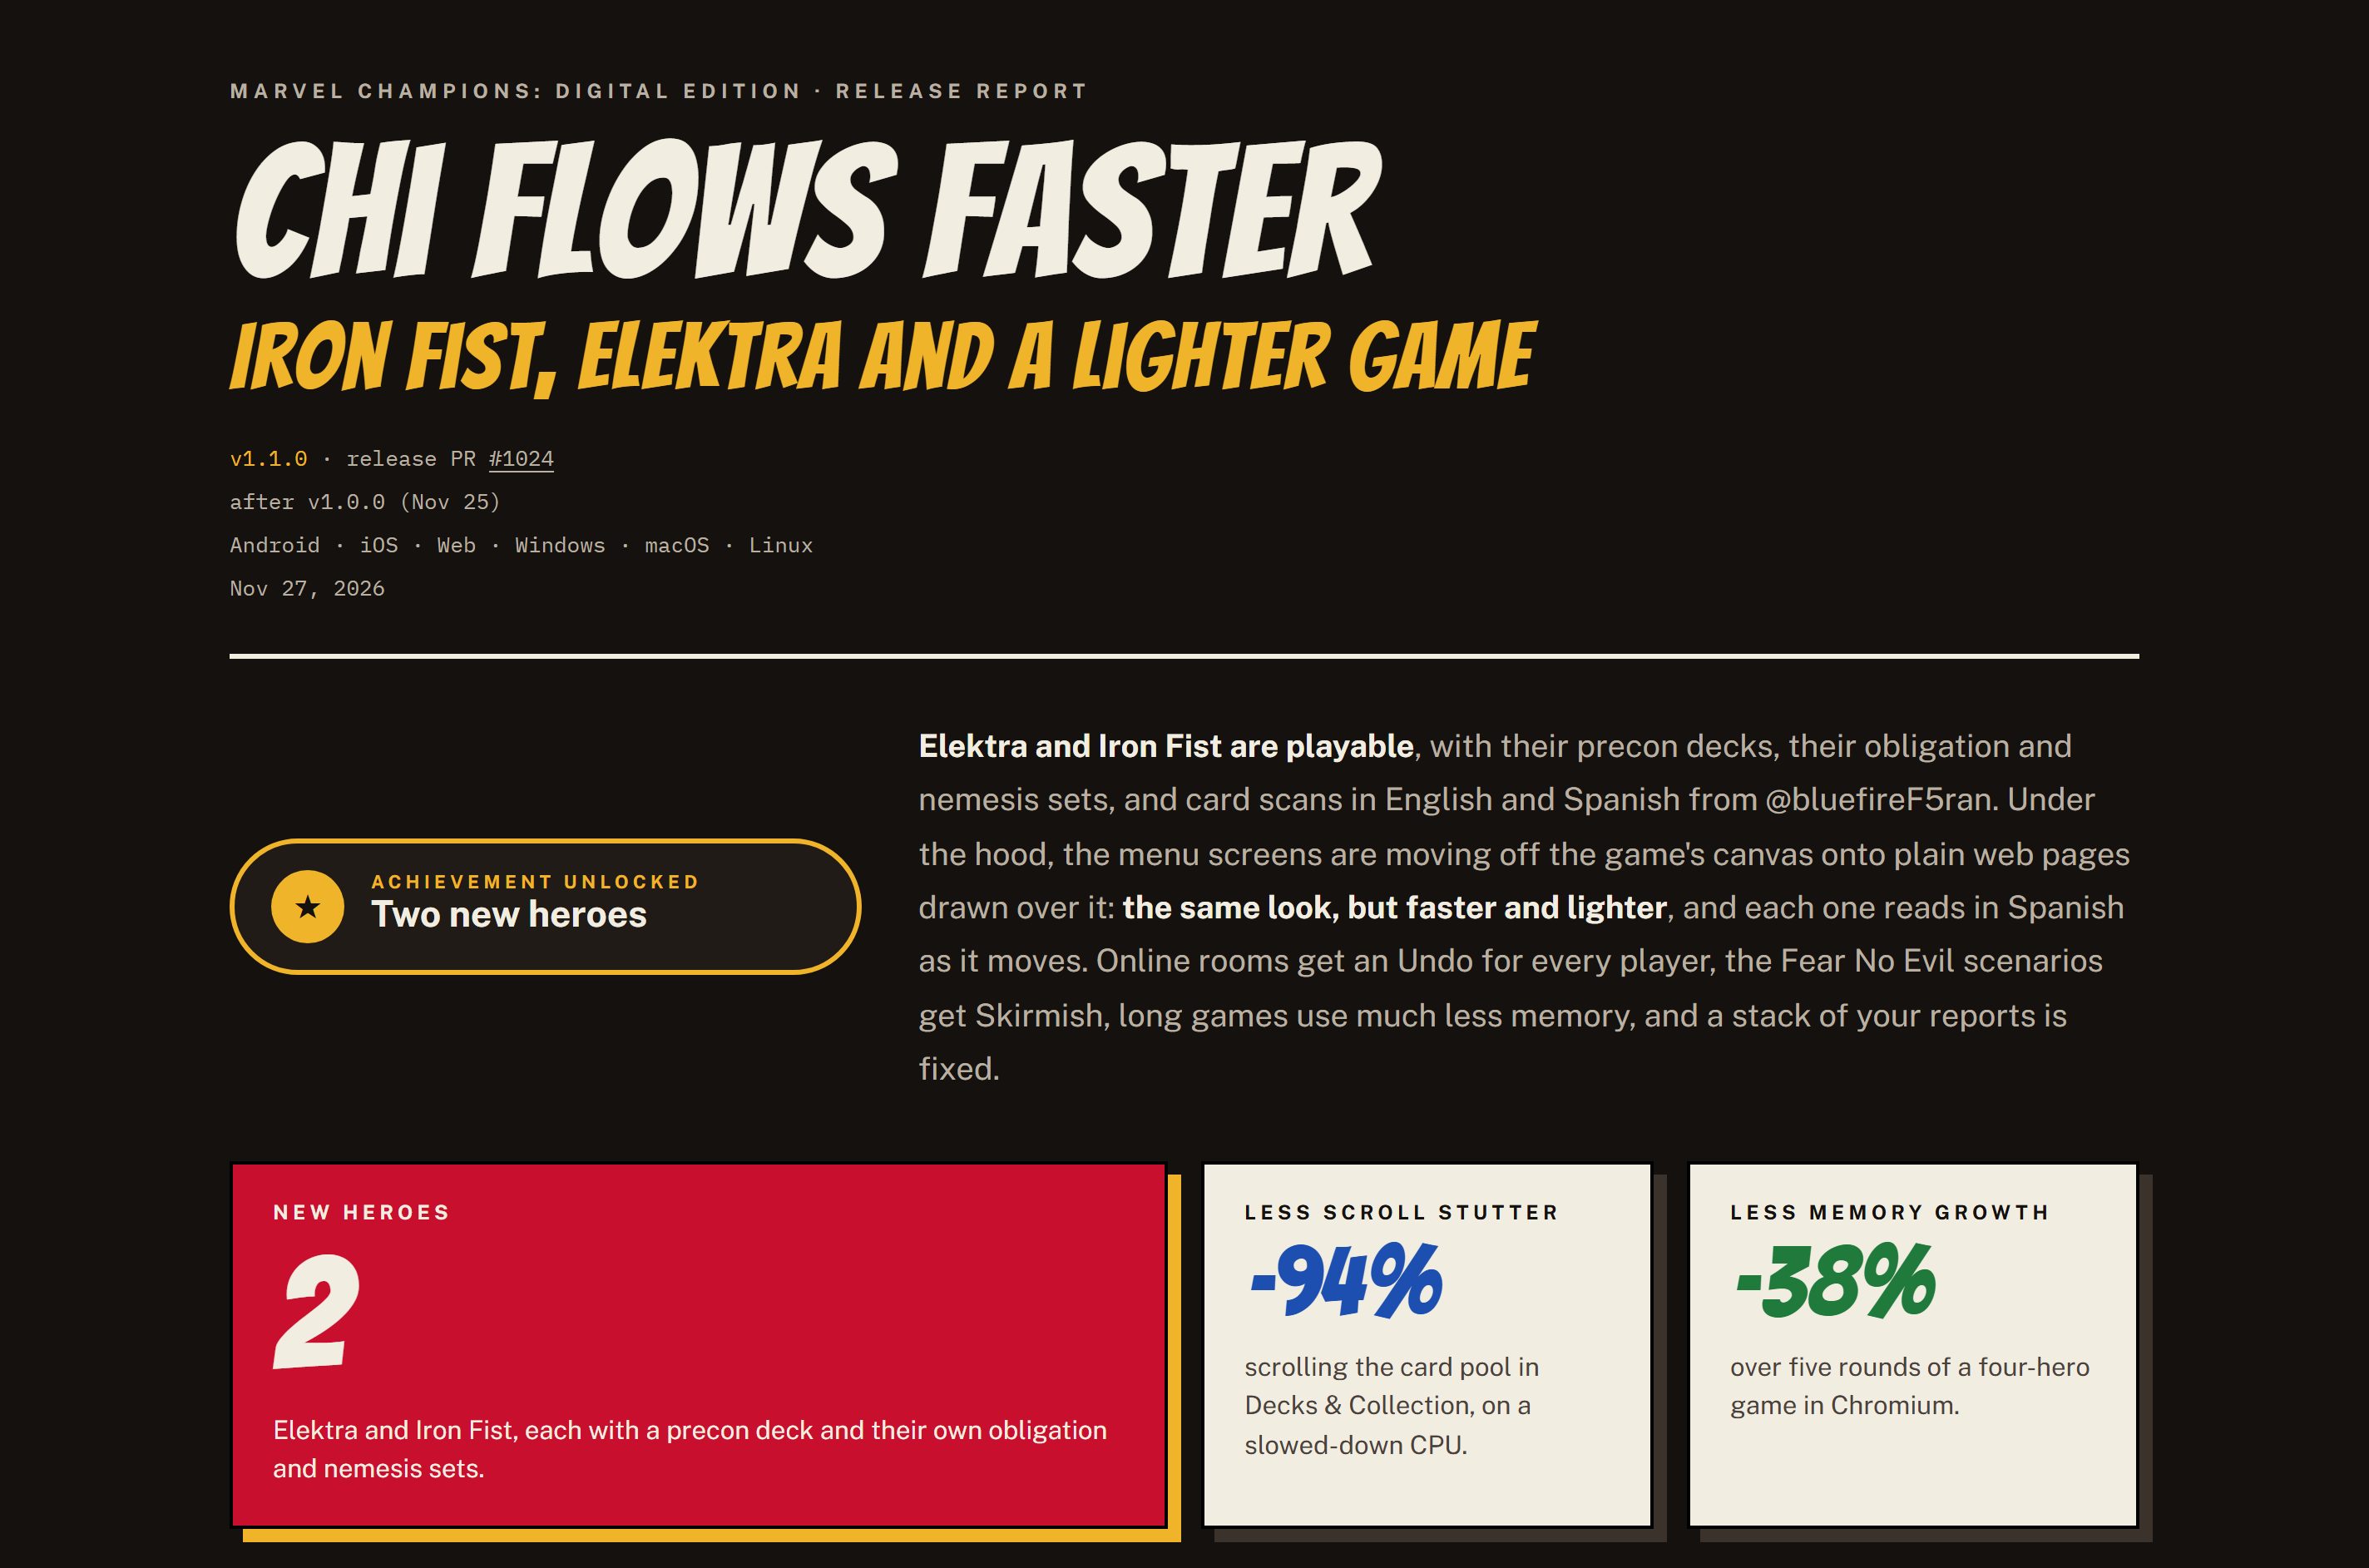 MARVEL CHAMPIONS: DIGITAL EDITION · RELEASE REPORT
CHI FLOWS FASTER
IRON FIST, ELEKTRA AND A LIGHTER GAME
v1.1.0 · release PR #1024
after v1.0.0 (Nov 25)
Android · iOS · Web · Windows · macOS · Linux
Nov 27, 2026
ACHIEVEMENT UNLOCKED
Two new heroes
Elektra and Iron Fist are playable, with their precon decks, their obligation and
nemesis sets, and card scans in English and Spanish from @bluefireF5ran. Under
the hood, the menu screens are moving off the game's canvas onto plain web pages
drawn over it: the same look, but faster and lighter, and each one reads in Spanish
as it moves. Online rooms get an Undo for every player, the Fear No Evil scenarios
get Skirmish, long games use much less memory, and a stack of your reports is
fixed.
NEW HEROES
2
Elektra and Iron Fist, each with a precon deck and their own obligation
and nemesis sets.
LESS SCROLL STUTTER
-94%
scrolling the card pool in
Decks & Collection, on a
slowed-down CPU.
LESS MEMORY GROWTH
-38%
over five rounds of a four-hero
game in Chromium.